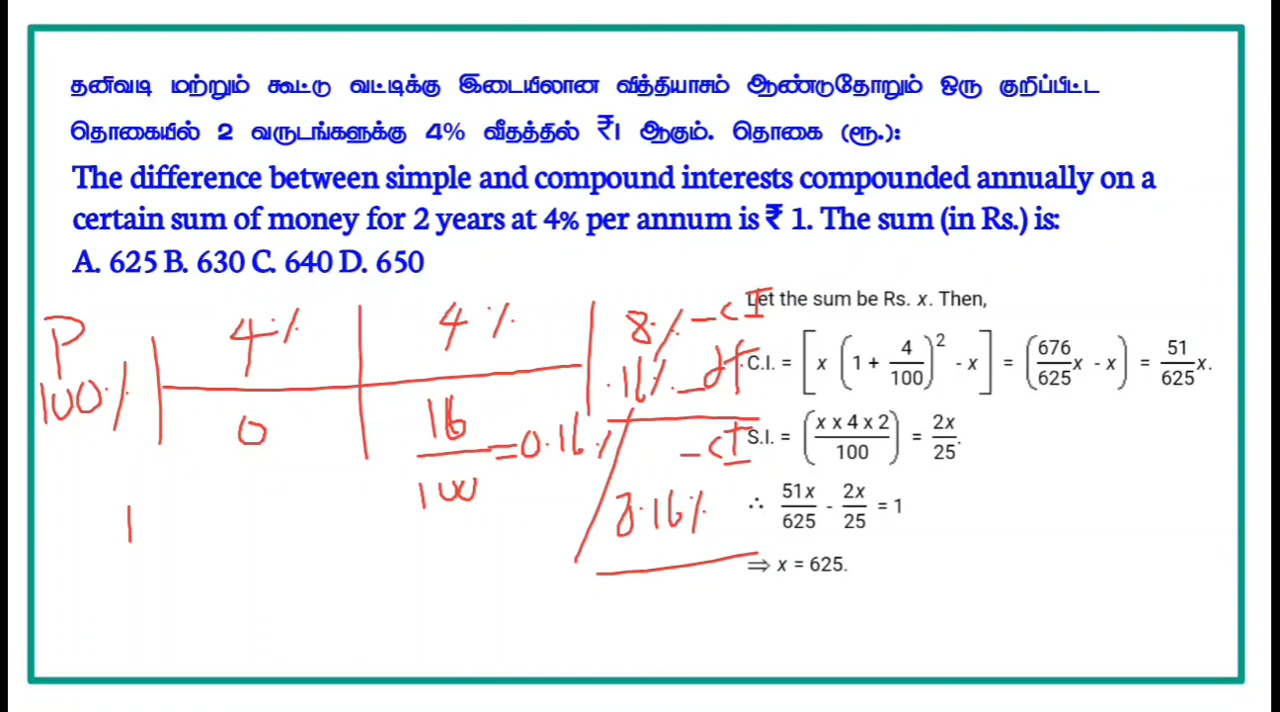 தனிவடி மற்றும் கூட்டு வட்டிக்கு இடையிலான வித்தியாசம் ஆண்டுதோறும் ஒரு குறிப்பிட்ட
தொகையில் 2 வருடங்களுக்கு 4% வீதத்தில் ₹1 ஆகும். தொகை (ரூ.):
The difference between simple and compound interests compounded annually on a
certain sum of money for 2 years at 4% per annum is ₹ 1. The sum (in Rs.) is:
A. 625 B. 630 C. 640 D. 650
P 4% 4% 8% - CI
100% .16%
0 16/100 = 0.16% - CI
1 8.16%
Let the sum be Rs. x. Then,
C.I. = [x (1 + 4/100)^2 - x] = (676/625 x - x) = 51/625 x.
S.I. = (x x 4 x 2/100) = 2x/25.
∴ 51x/625 - 2x/25 = 1
⇒ x = 625.